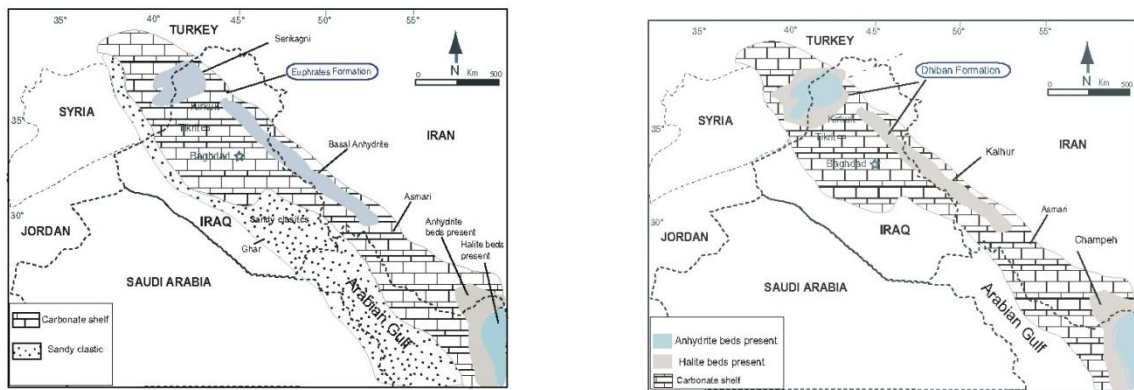 35° 40° 45° 50° 55°
TURKEY
Serikagni
Euphrates Formation
N Km
0 500
SYRIA
Kirkuk
Tikrit
IRAN
35°
Baghdad
Basal Anhydrite
Asmari
30°
IRAQ
Sandy clasites
Anhydrite
beds present
Halite beds
present
JORDAN
Ghar
SAUDI ARABIA
Arabian Gulf
Carbonate shelf
Sandy clastic
35° 40° 45° 50° 55°
TURKEY
Dhiban Formation
N Km
0 500
SYRIA
Kirkuk
Tikrit
35°
IRAN
Baghdad
Kalhur
30°
Asmari
JORDAN
IRAQ
Champeh
SAUDI ARABIA
Arabian Gulf
Anhydrite beds present
Halite beds present
Carbonate shelf